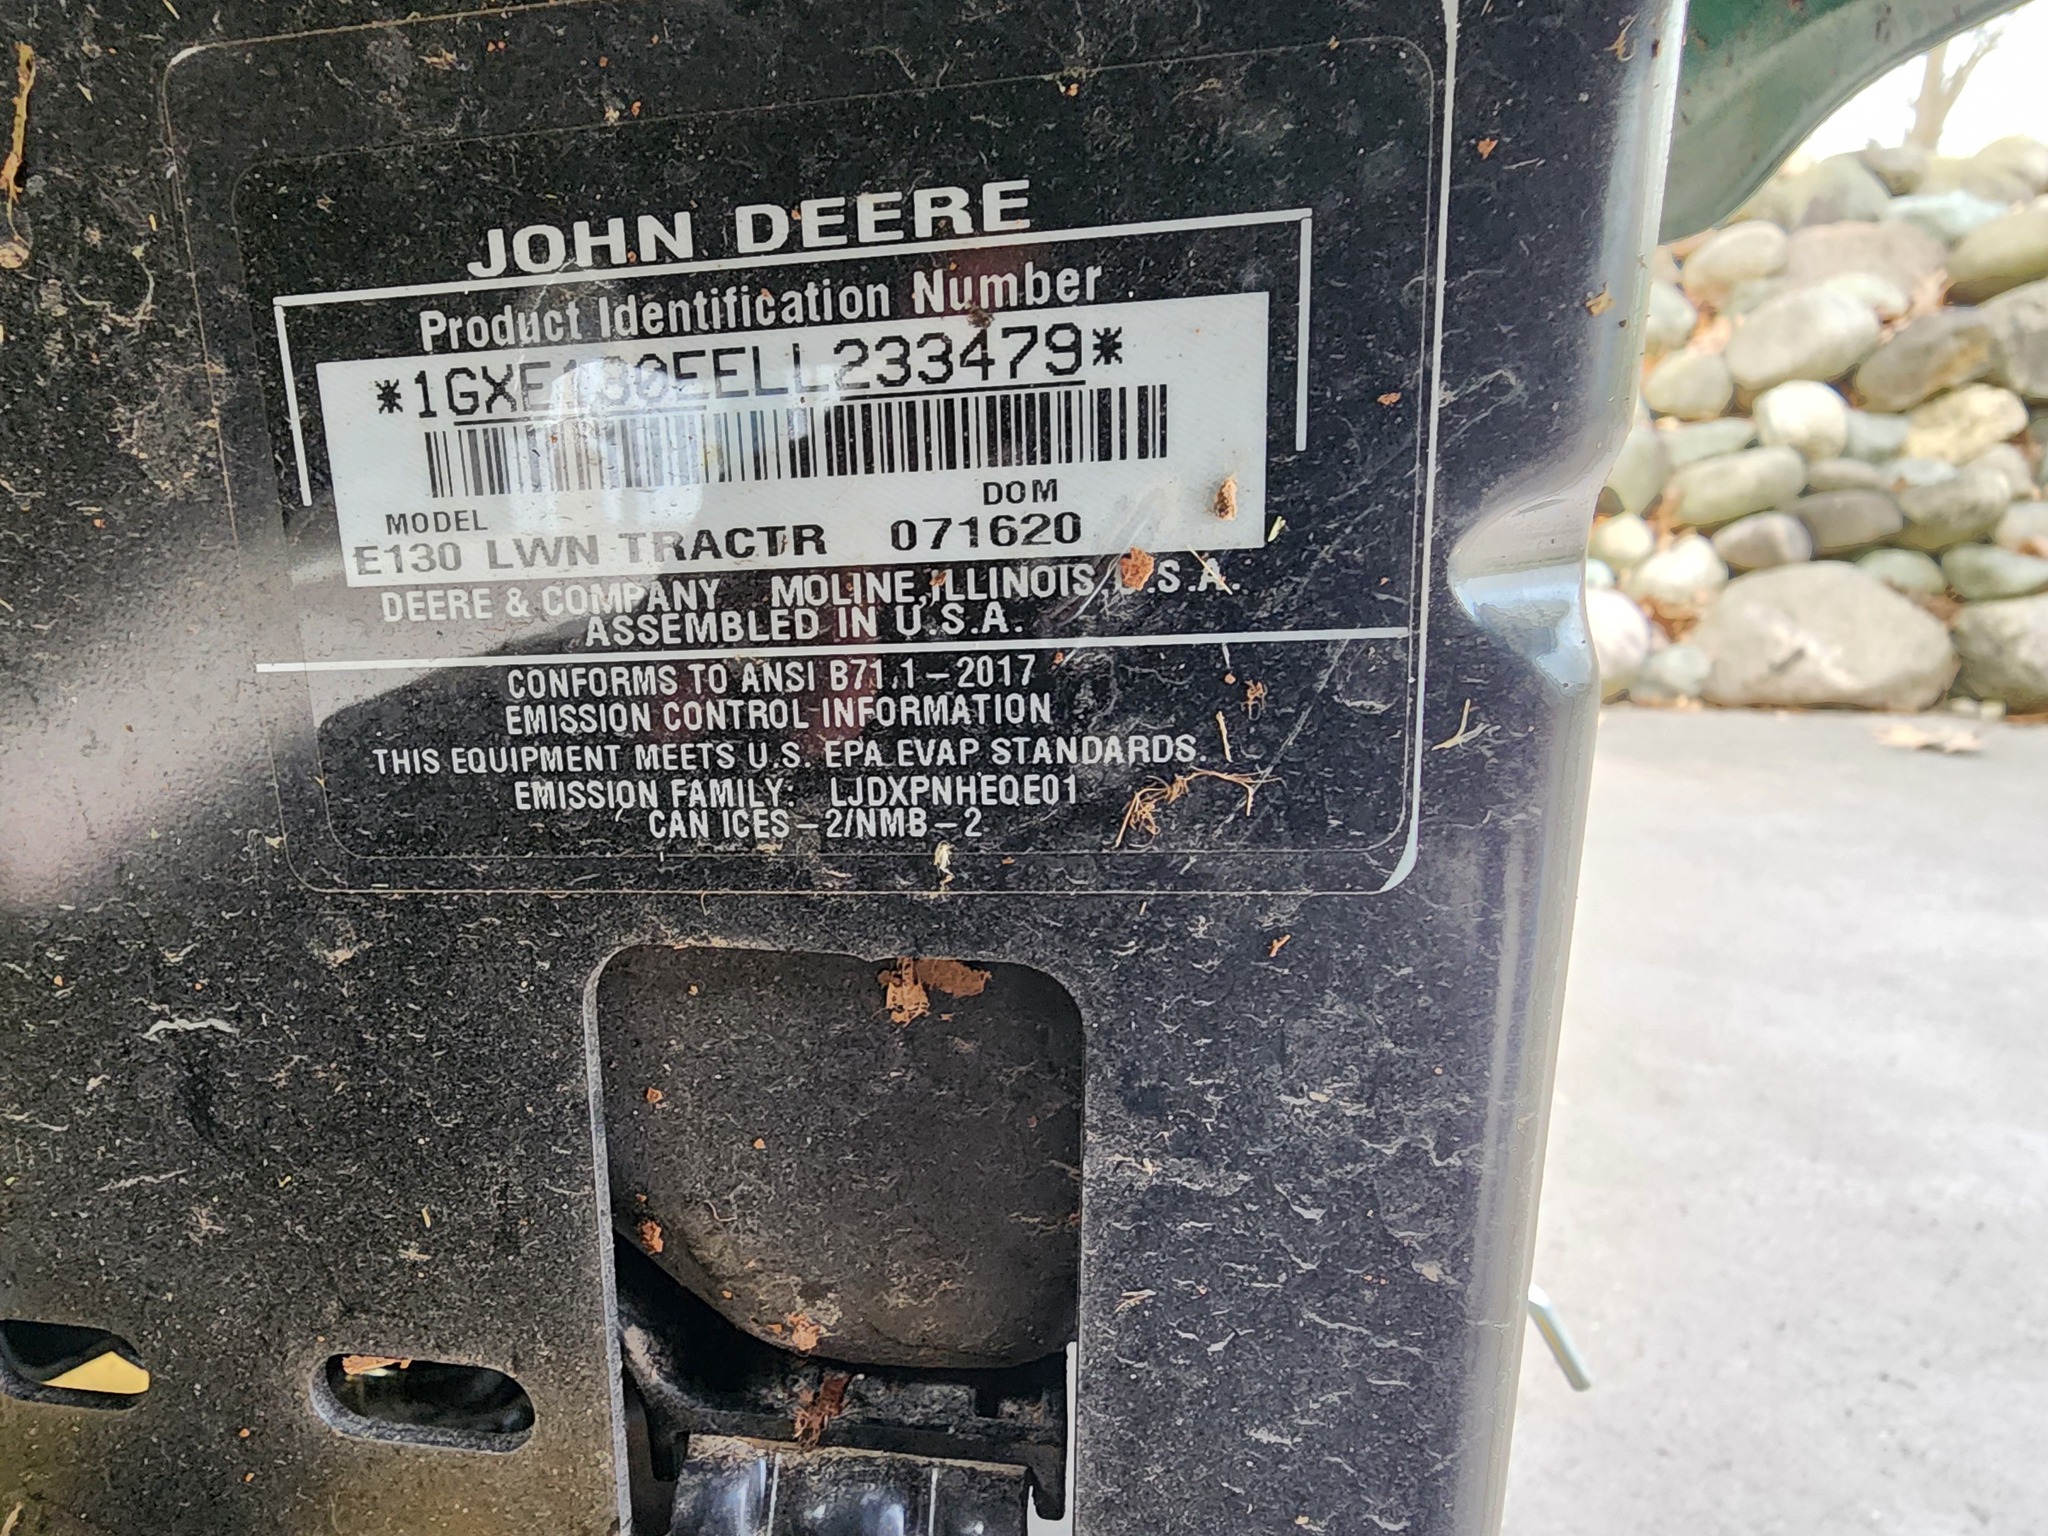 JOHN DEERE
Product Identification Number
*1GXE130EELL233479*
MODEL DOM
E130 LWN TRACTR 071620
DEERE & COMPANY MOLINE, ILLINOIS, U.S.A.
ASSEMBLED IN U.S.A.
CONFORMS TO ANSI B71.1-2017
EMISSION CONTROL INFORMATION
THIS EQUIPMENT MEETS U.S. EPA EVAP STANDARDS.
EMISSION FAMILY: LJDXPNHEQE01
CAN ICES-2/NMB-2